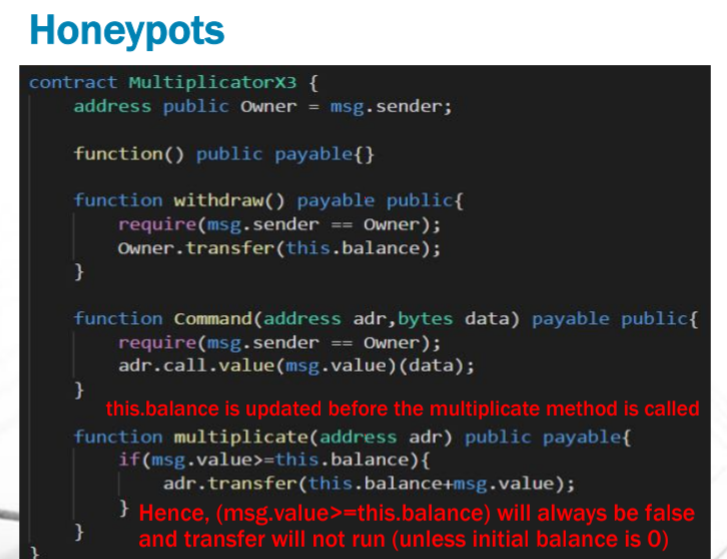 Honeypots
contract MultiplicatorX3 {
address public Owner = msg.sender;
function() public payable{}
function withdraw() payable public{
require(msg.sender == Owner);
Owner.transfer(this.balance);
}
function Command(address adr,bytes data) payable public{
require(msg.sender == Owner);
adr.call.value(msg.value)(data);
}
this.balance is updated before the multiplicate method is called
function multiplicate(address adr) public payable{
if(msg.value>=this.balance){
adr.transfer(this.balance+msg.value);
} Hence, (msg.value>=this.balance) will always be false
} and transfer will not run (unless initial balance is 0)
}